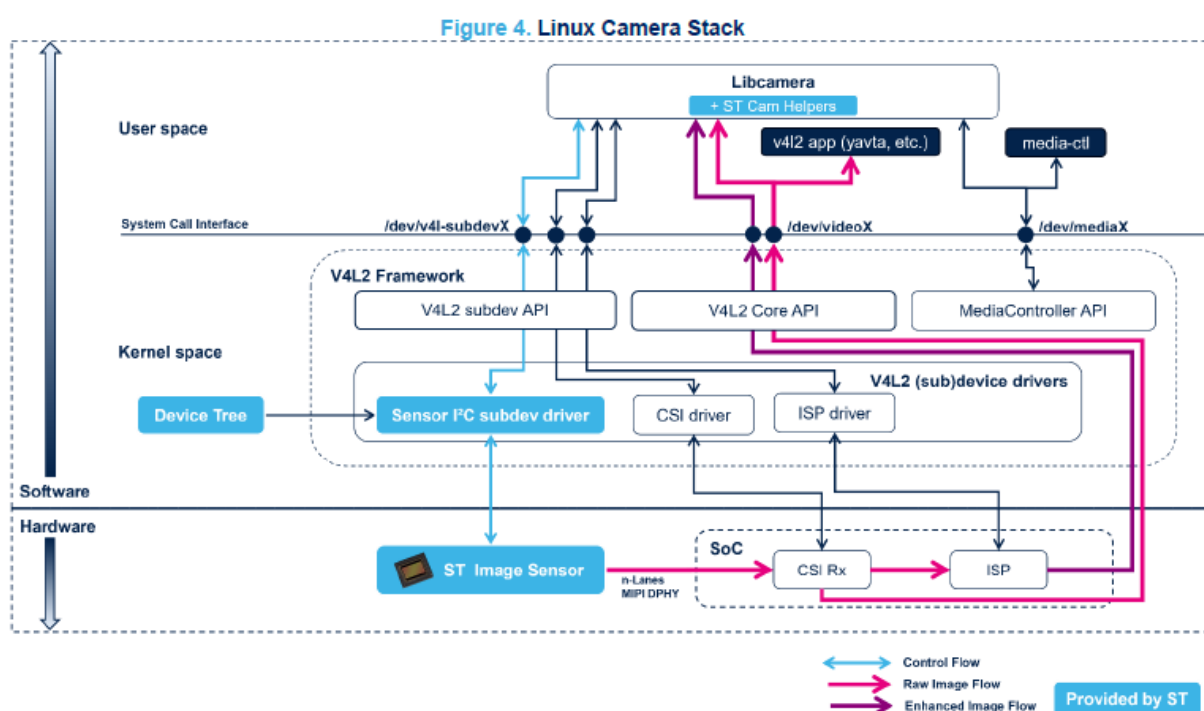 Figure 4. Linux Camera Stack
Libcamera
+ ST Cam Helpers
User space
v4l2 app (yavta, etc.)
media-ctl
System Call Interface
/dev/v4l-subdevX
/dev/videoX
/dev/mediaX
V4L2 Framework
V4L2 subdev API
V4L2 Core API
MediaController API
Kernel space
V4L2 (sub)device drivers
Device Tree
Sensor I²C subdev driver
CSI driver
ISP driver
Software
Hardware
SoC
ST Image Sensor
n-Lanes
MIPI DPHY
CSI Rx
ISP
Control Flow
Raw Image Flow
Enhanced Image Flow
Provided by ST